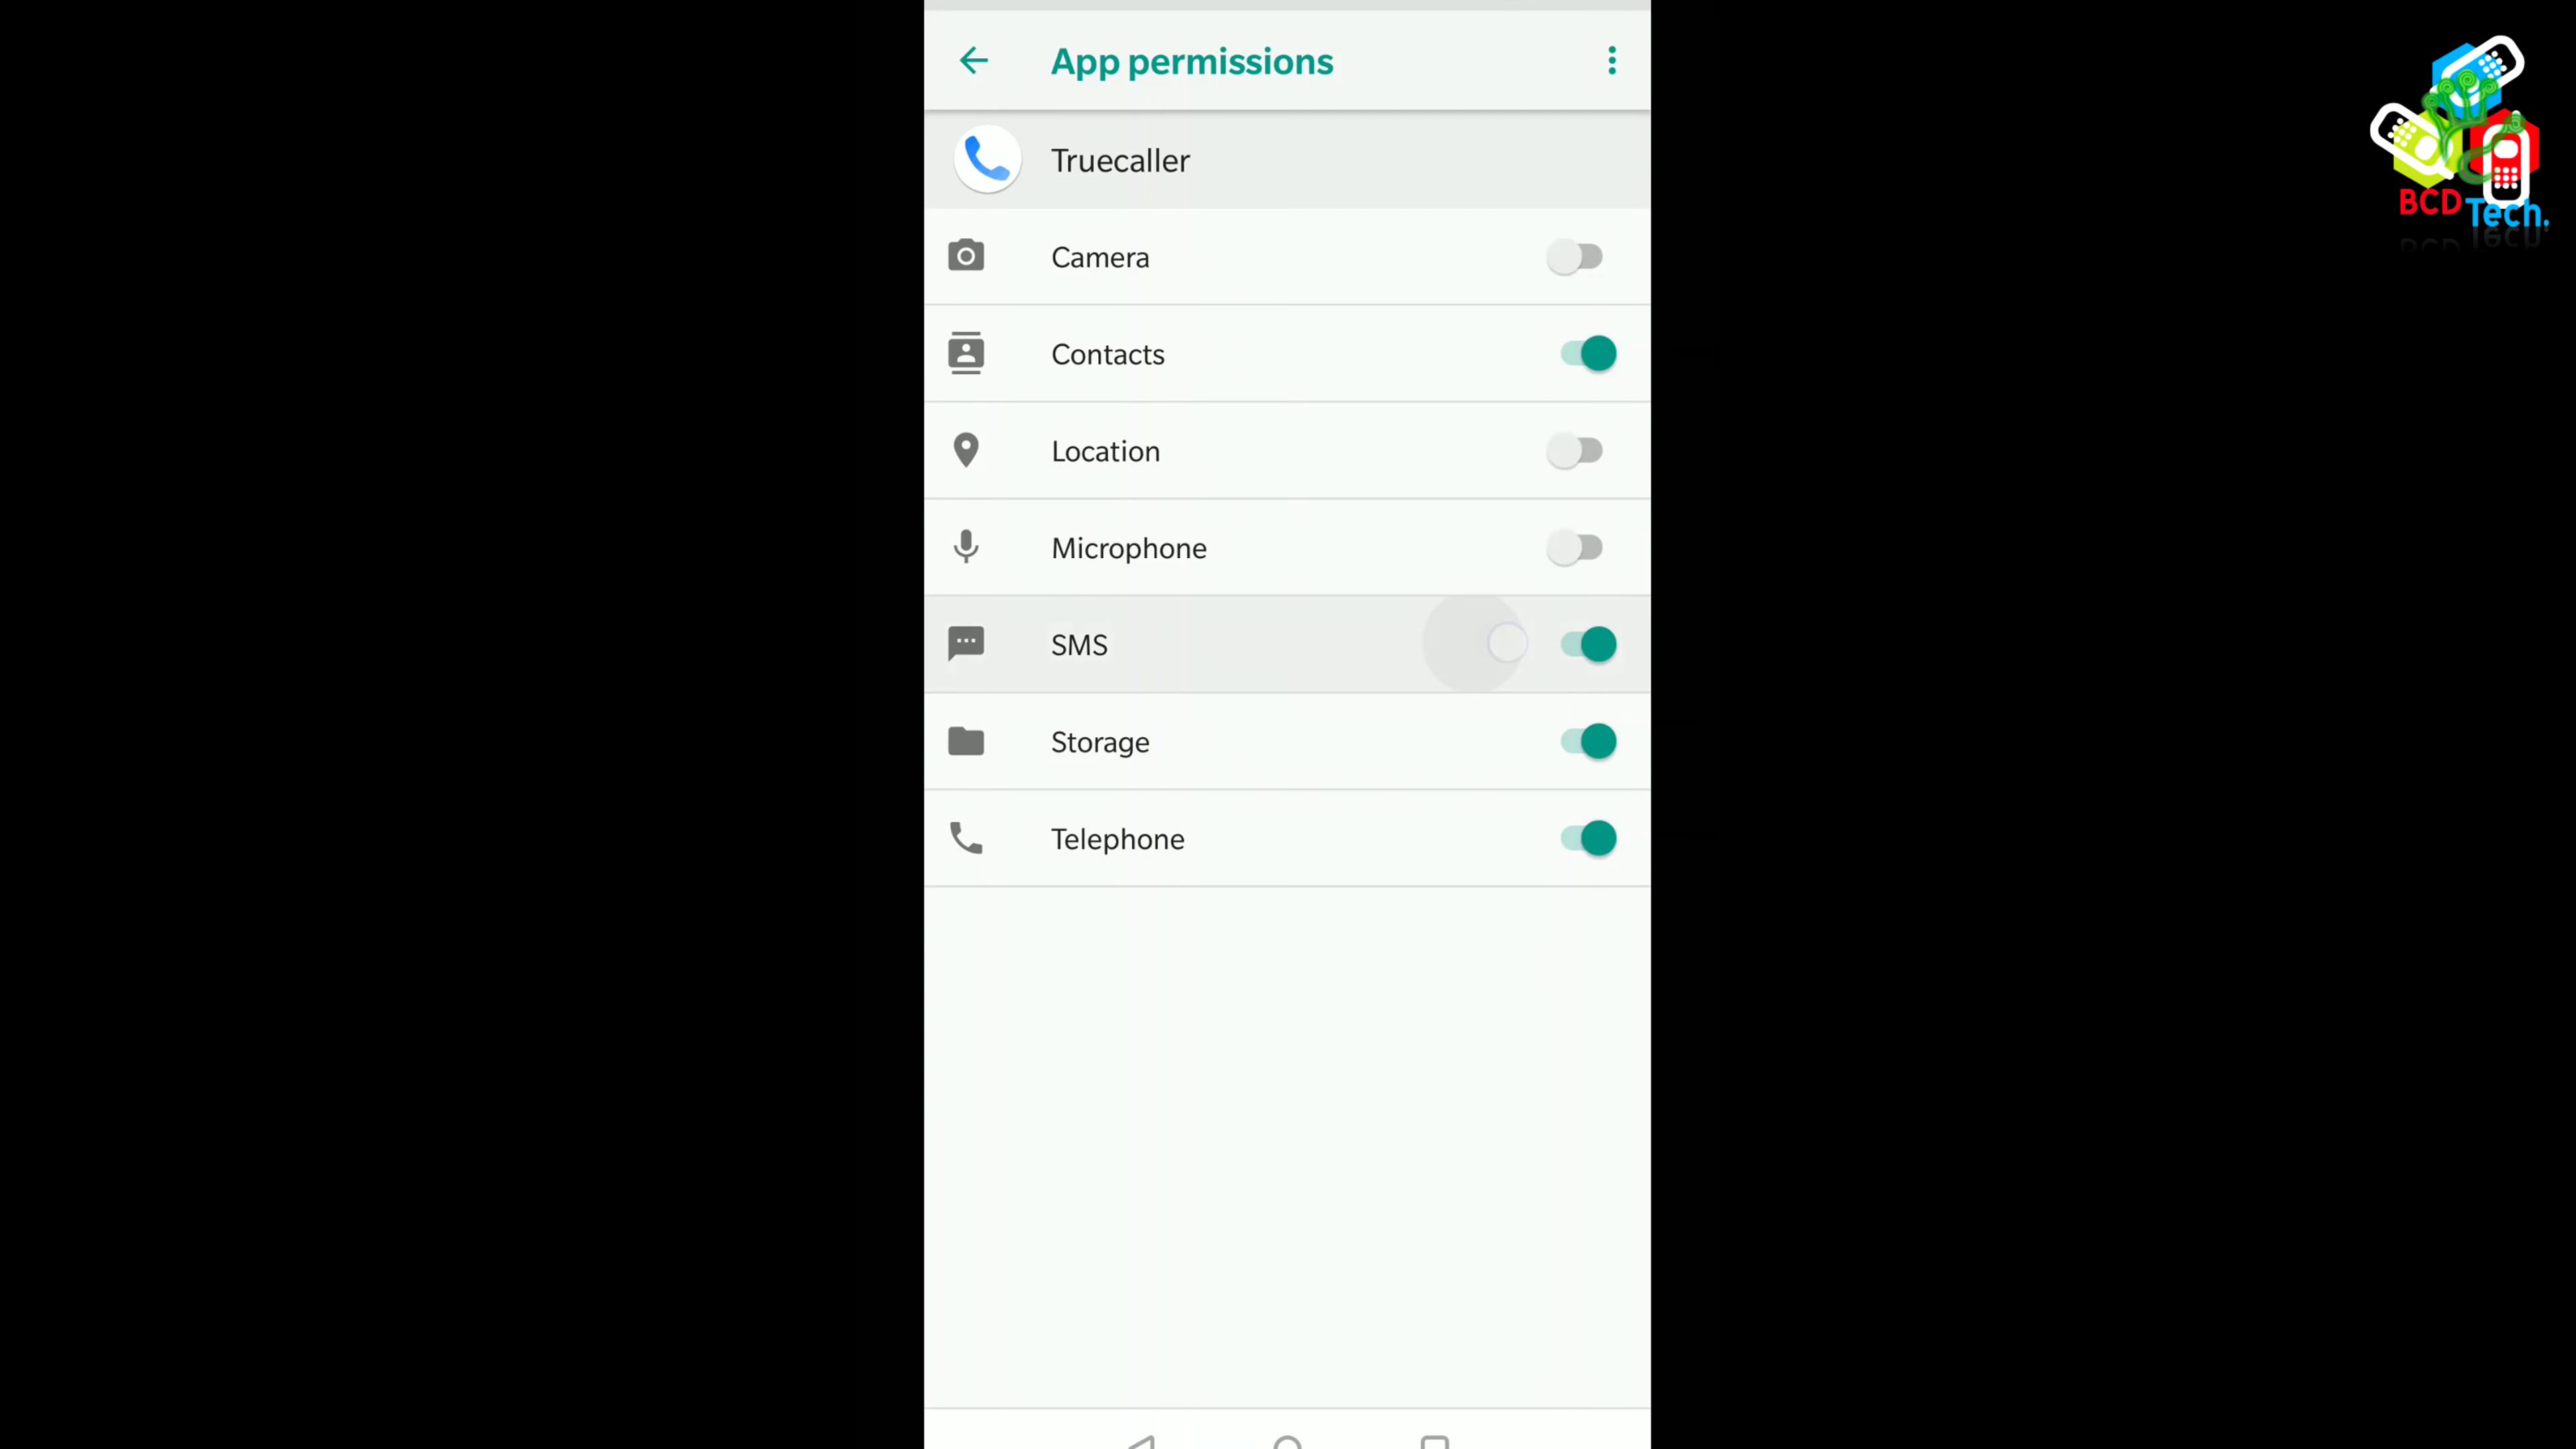 App permissions
Truecaller
Camera
Contacts
Location
Microphone
SMS
Storage
Telephone
BCD Tech.